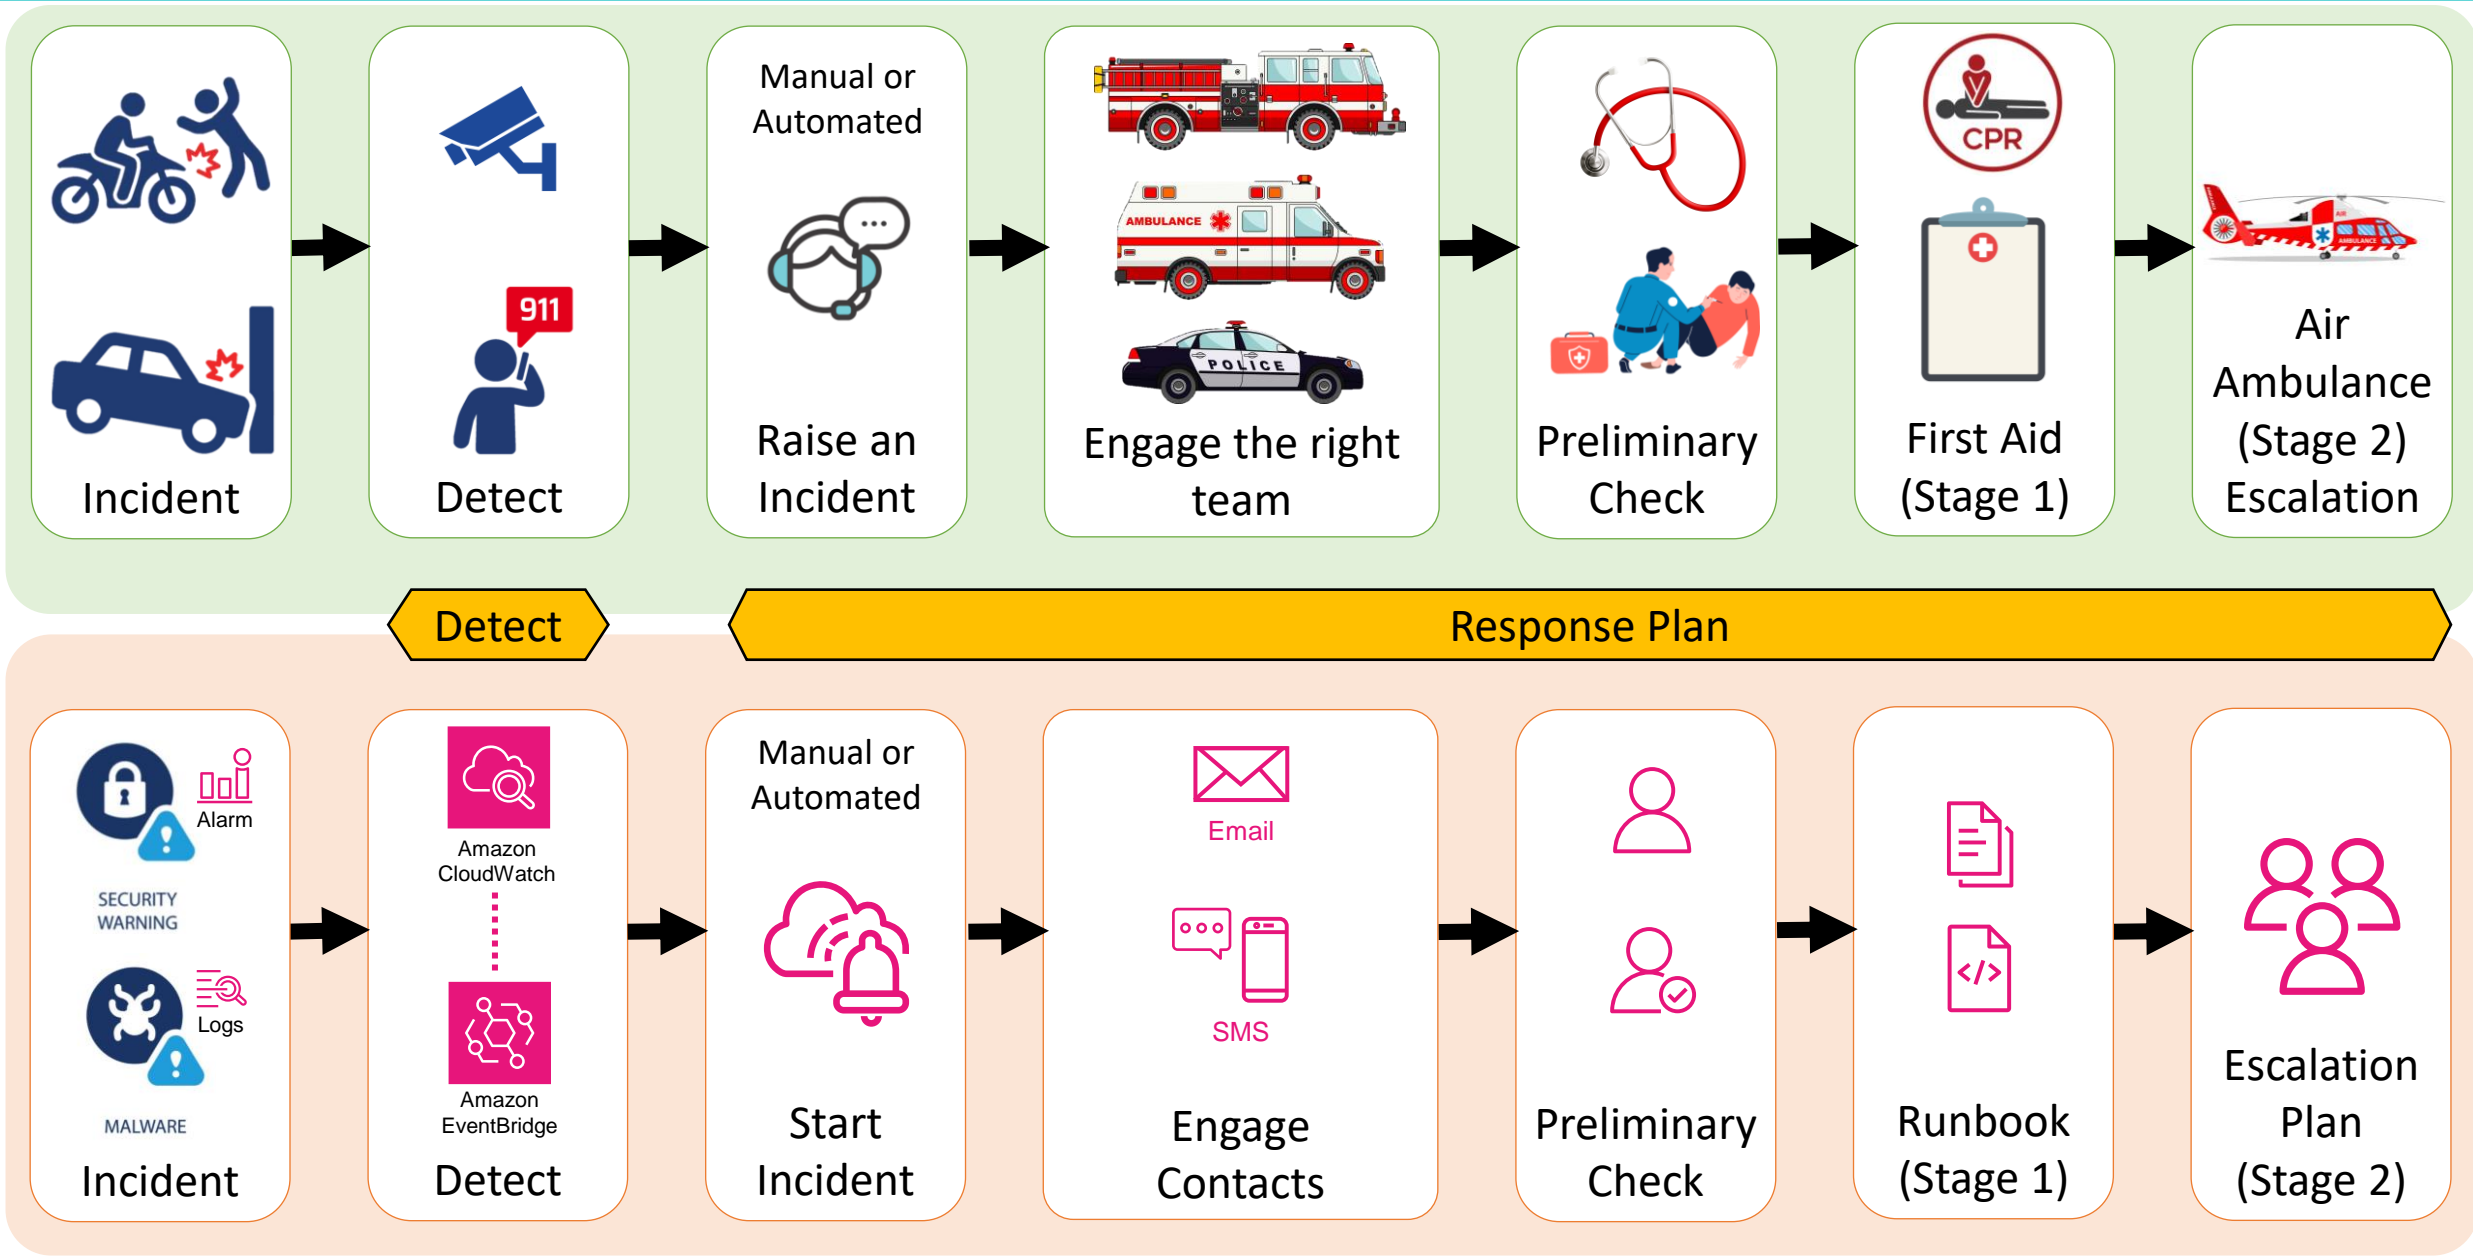 Incident
911
Detect
Manual or
Automated
Raise an
Incident
AMBULANCE
POLICE
Engage the right
team
Preliminary
Check
CPR
First Aid
(Stage 1)
AIR
AMBULANCE
Air
Ambulance
(Stage 2)
Escalation
Detect
Response Plan
Alarm
SECURITY
WARNING
Logs
MALWARE
Incident
Amazon
CloudWatch
Amazon
EventBridge
Detect
Manual or
Automated
Start
Incident
Email
SMS
Engage
Contacts
Preliminary
Check
Runbook
(Stage 1)
Escalation
Plan
(Stage 2)